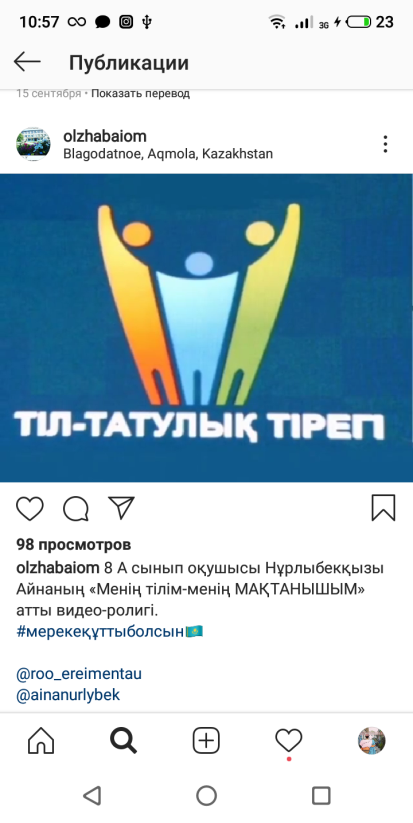 10:57
3G
23
Публикации
15 сентября • Показать перевод
olzhabaiom
Blagodatnoe, Aqmola, Kazakhstan
ТІЛ-ТАТУЛЫҚ ТІРЕГІ
98 просмотров
olzhabaiom 8 А сынып оқушысы Нұрлыбекқызы
Айнаның «Менің тілім-менің МАҚТАНЫШЫМ»
атты видео-ролигі.
#мерекеқұттыболсын🇰🇿
@roo_ereimentau
@ainanurlybek